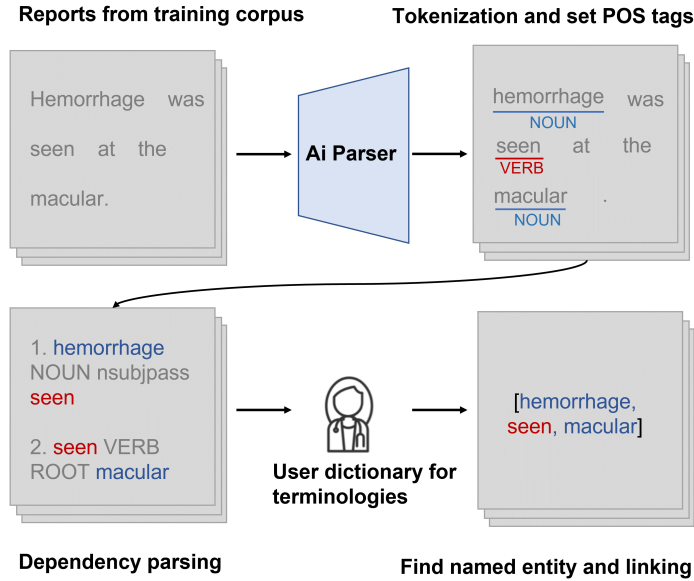 Reports from training corpus
Tokenization and set POS tags
Hemorrhage was
seen at the
macular.
Ai Parser
hemorrhage was
NOUN
seen at the
VERB
macular .
NOUN
1. hemorrhage
NOUN nsubjpass
seen
2. seen VERB
ROOT macular
User dictionary for
terminologies
[hemorrhage,
seen, macular]
Dependency parsing
Find named entity and linking